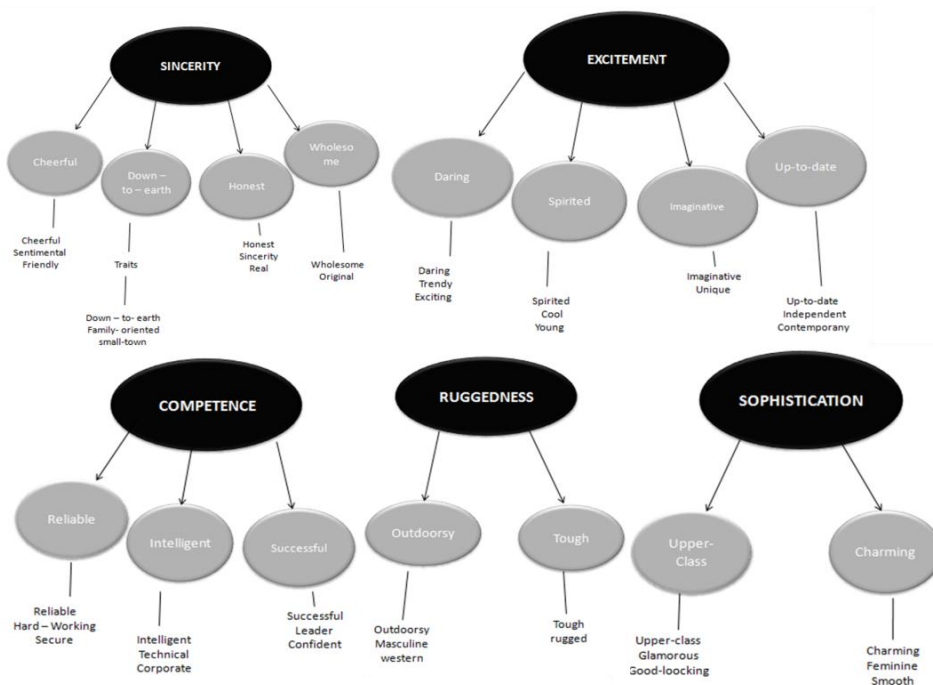 SINCERITY
Cheerful
Down –
to – earth
Honest
Wholeso
me
Cheerful
Sentimental
Friendly
Traits
Down – to- earth
Family- oriented
small-town
Honest
Sincerity
Real
Wholesome
Original
EXCITEMENT
Daring
Spirited
Imaginative
Up-to-date
Daring
Trendy
Exciting
Spirited
Cool
Young
Imaginative
Unique
Up-to-date
Independent
Contemporany
COMPETENCE
Reliable
Intelligent
Successful
Reliable
Hard – Working
Secure
Intelligent
Technical
Corporate
Successful
Leader
Confident
RUGGEDNESS
Outdoorsy
Tough
Outdoorsy
Masculine
western
Tough
rugged
SOPHISTICATION
Upper-
Class
Charming
Upper-class
Glamorous
Good-loocking
Charming
Feminine
Smooth